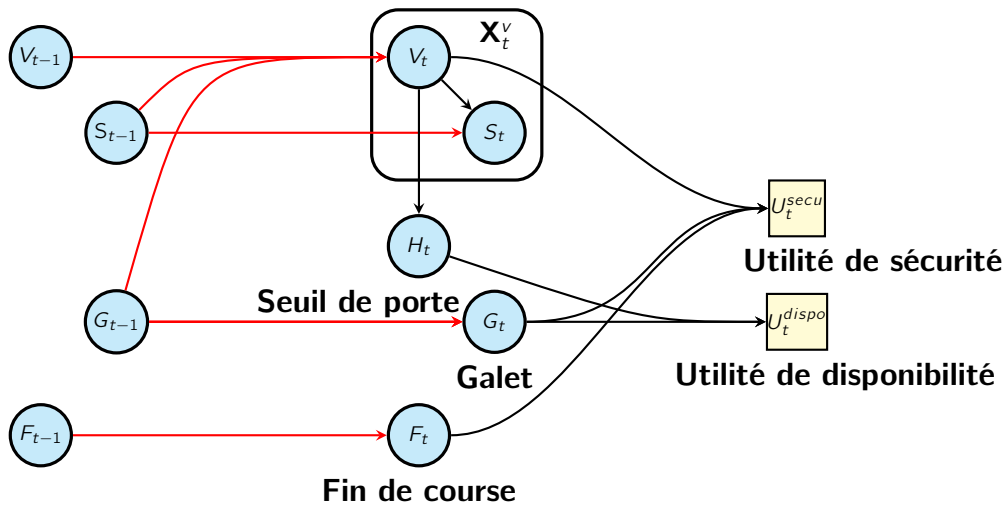 V_{t−1}
V_t
X_t^v
S_{t−1}
S_t
U_t^{secu}
H_t
Utilité de sécurité
Seuil de porte
G_{t−1}
G_t
U_t^{dispo}
Galet
Utilité de disponibilité
F_{t−1}
F_t
Fin de course